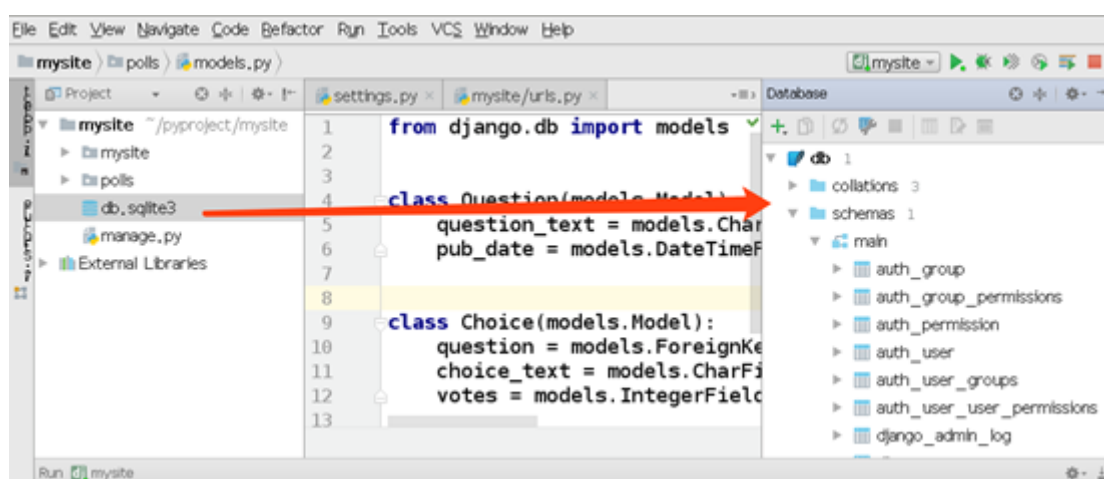 File Edit View Navigate Code Refactor Run Tools VCS Window Help
mysite polls models.py
mysite
Project
mysite ~/pyproject/mysite
mysite
polls
db.sqlite3
manage.py
External Libraries
settings.py mysite/urls.py
1 from django.db import models
2
3
4 class Question(models.Model)
5 question_text = models.Char
6 pub_date = models.DateTimeF
7
8
9 class Choice(models.Model):
10 question = models.ForeignKe
11 choice_text = models.CharFi
12 votes = models.IntegerField
13
Database
db 1
collations 3
schemas 1
main
auth_group
auth_group_permissions
auth_permission
auth_user
auth_user_groups
auth_user_user_permissions
django_admin_log
Run mysite